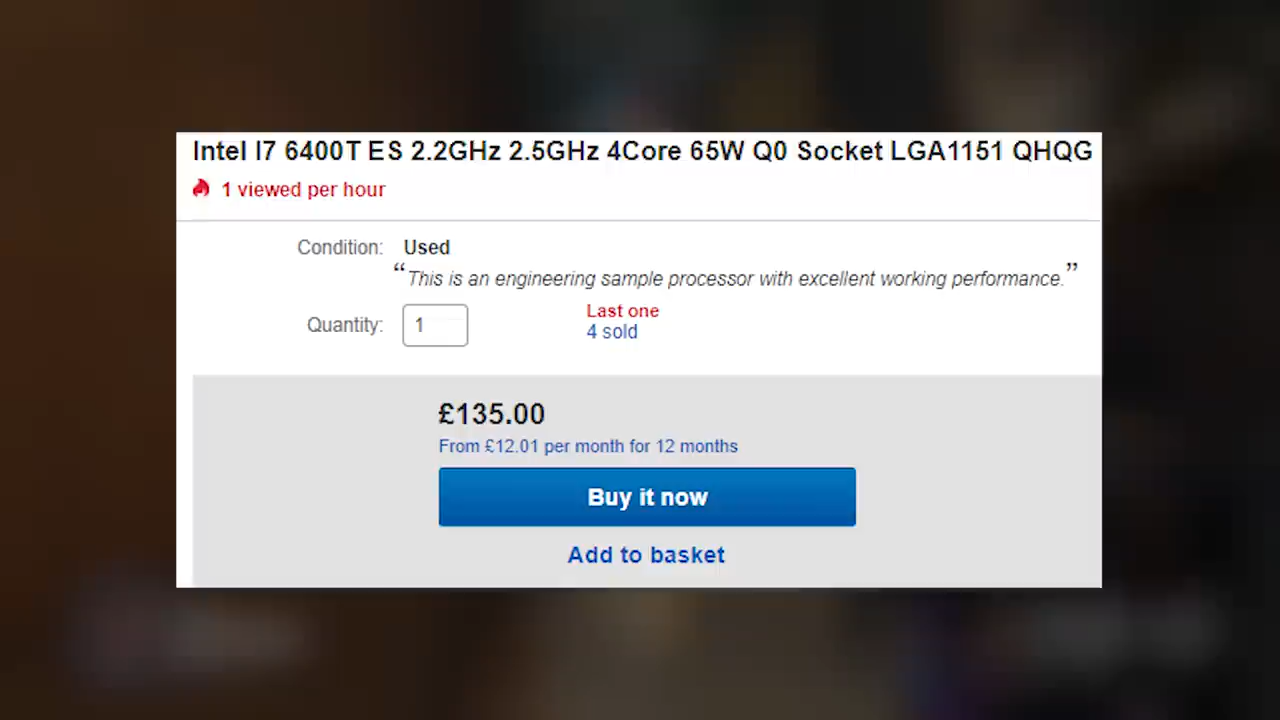 Intel I7 6400T ES 2.2GHz 2.5GHz 4Core 65W Q0 Socket LGA1151 QHQG
1 viewed per hour
Condition: Used
“This is an engineering sample processor with excellent working performance.”
Quantity: 1
Last one
4 sold
£135.00
From £12.01 per month for 12 months
Buy it now
Add to basket